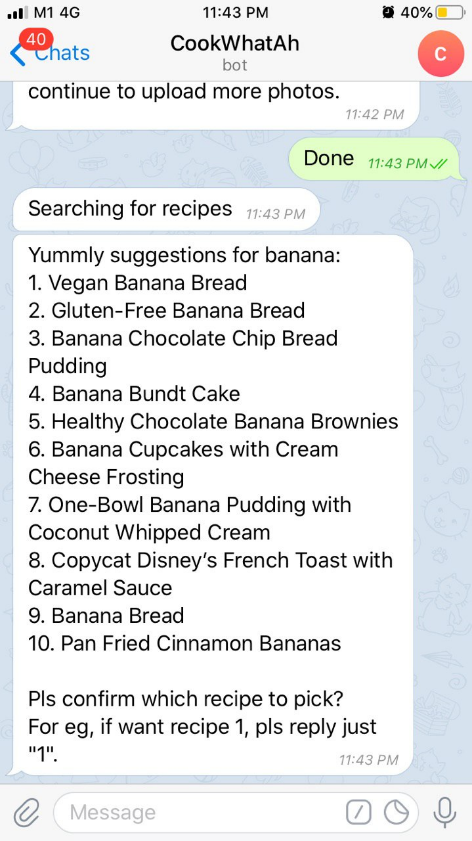 M1 4G 11:43 PM 40%
40
Chats
CookWhatAh
bot
C
continue to upload more photos.
11:42 PM
Done 11:43 PM
Searching for recipes 11:43 PM
Yummly suggestions for banana:
1. Vegan Banana Bread
2. Gluten-Free Banana Bread
3. Banana Chocolate Chip Bread
Pudding
4. Banana Bundt Cake
5. Healthy Chocolate Banana Brownies
6. Banana Cupcakes with Cream
Cheese Frosting
7. One-Bowl Banana Pudding with
Coconut Whipped Cream
8. Copycat Disney's French Toast with
Caramel Sauce
9. Banana Bread
10. Pan Fried Cinnamon Bananas
Pls confirm which recipe to pick?
For eg, if want recipe 1, pls reply just
"1".
11:43 PM
Message